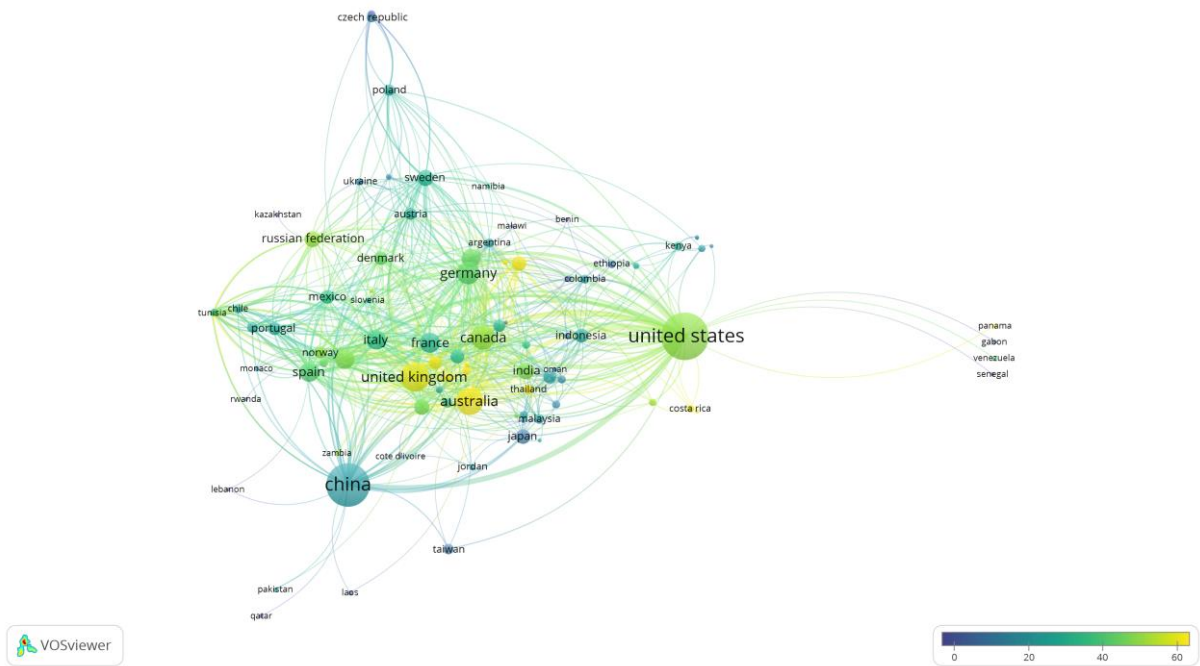 czech republic
poland
ukraine
sweden
namibia
kazakhstan
austria
malawi
benin
russian federation
argentina
kenya
denmark
germany
ethiopia
colombia
mexico
slovenia
tunisia
chile
portugal
italy
france
canada
indonesia
united states
panama
gabon
venezuela
senegal
norway
monaco
spain
united kingdom
india
oman
thailand
rwanda
australia
costa rica
malaysia
japan
zambia
cote d'ivoire
jordan
china
lebanon
taiwan
pakistan
laos
qatar
VOSviewer
0 20 40 60